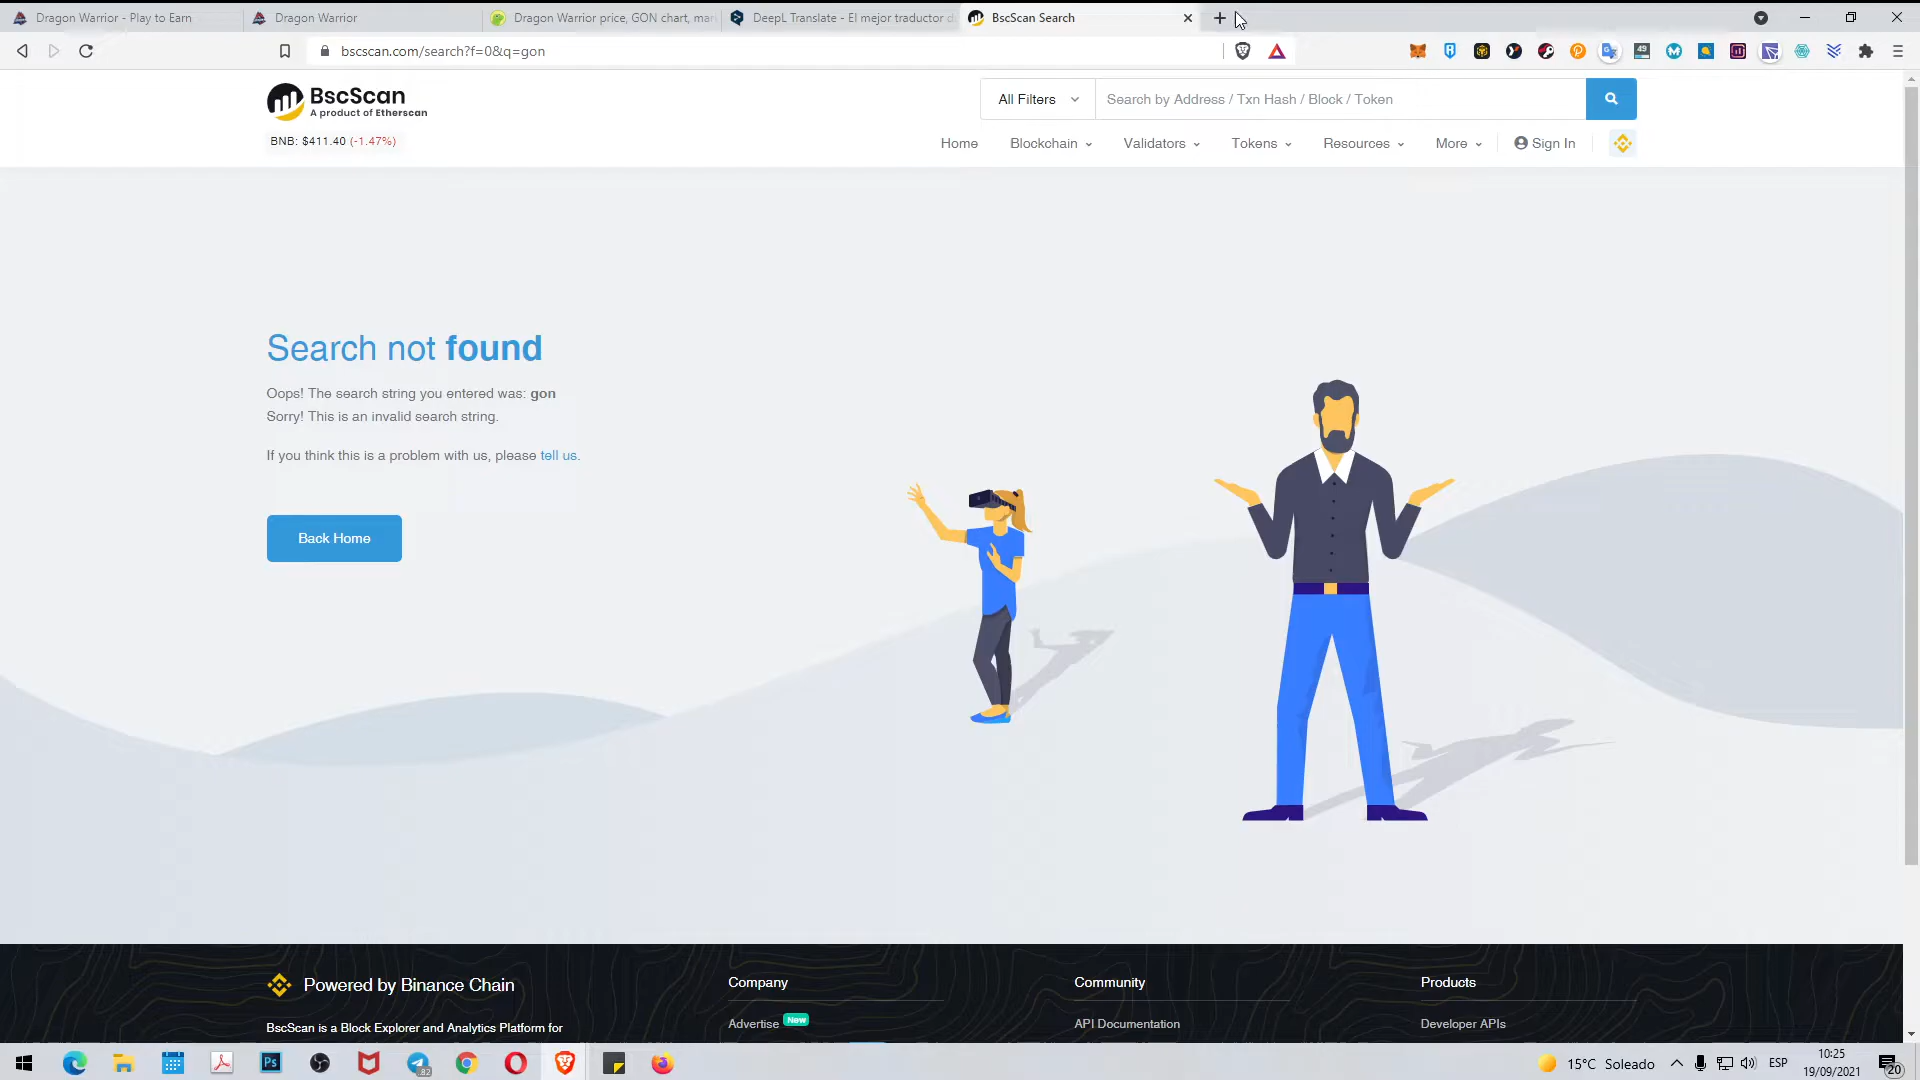 Dragon Warrior - Play to Earn
Dragon Warrior
Dragon Warrior price, GON chart, mar
DeepL Translate - El mejor traductor d
BscScan Search
bscscan.com/search?f=0&q=gon
49
BscScan
A product of Etherscan
BNB: $411.40 (-1.47%)
All Filters
Search by Address / Txn Hash / Block / Token
Home
Blockchain
Validators
Tokens
Resources
More
Sign In
Search not found
Oops! The search string you entered was: gon
Sorry! This is an invalid search string.
If you think this is a problem with us, please tell us.
Back Home
Powered by Binance Chain
BscScan is a Block Explorer and Analytics Platform for
Company
Advertise New
Community
API Documentation
Products
Developer APIs
Ps
82
15°C Soleado
ESP
10:25
19/09/2021
20